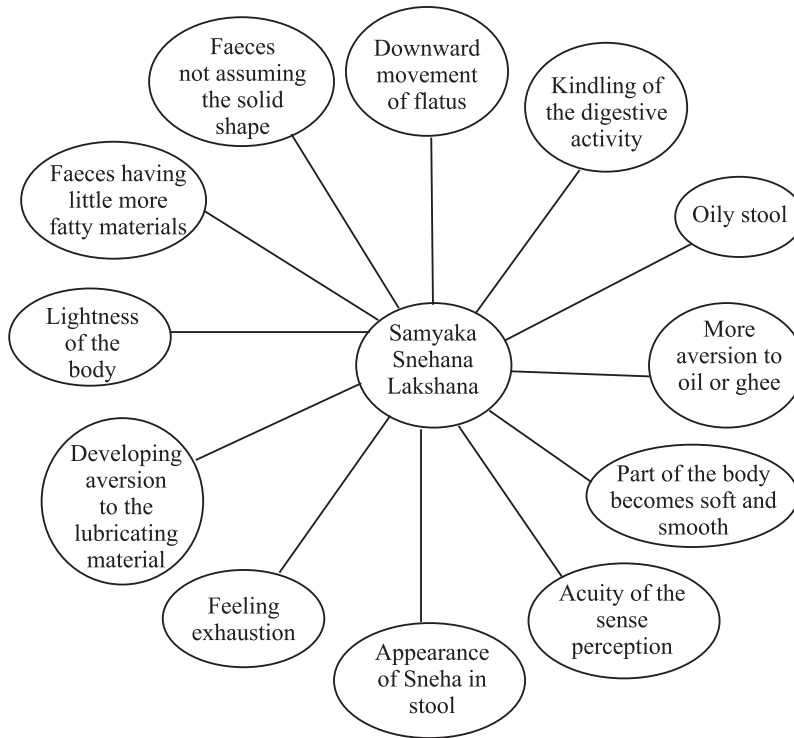 Faeces
not assuming
the solid
shape
Downward
movement
of flatus
Kindling of
the digestive
activity
Faeces having
little more
fatty materials
Oily stool
Lightness
of the
body
Samyaka
Snehana
Lakshana
More
aversion to
oil or ghee
Developing
aversion
to the
lubricating
material
Part of the body
becomes soft and
smooth
Feeling
exhaustion
Appearance
of Sneha in
stool
Acuity of the
sense
perception